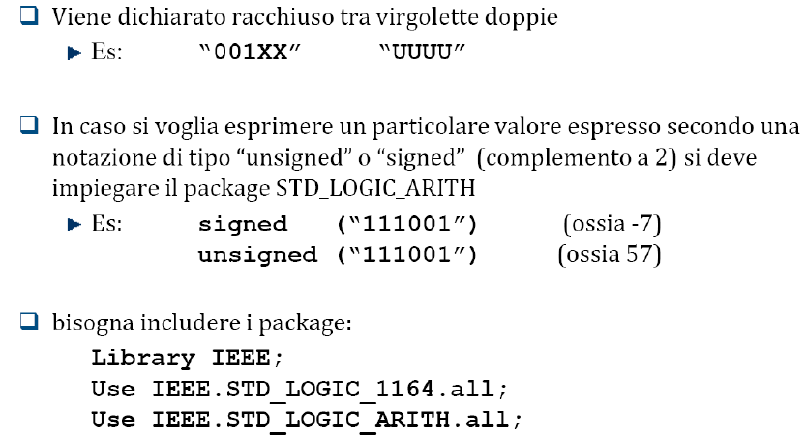 Viene dichiarato racchiuso tra virgolette doppie
Es: “001XX” “UUUU”
In caso si voglia esprimere un particolare valore espresso secondo una
notazione di tipo “unsigned” o “signed” (complemento a 2) si deve
impiegare il package STD_LOGIC_ARITH
Es: signed (“111001”) (ossia -7)
unsigned (“111001”) (ossia 57)
bisogna includere i package:
Library IEEE;
Use IEEE.STD_LOGIC_1164.all;
Use IEEE.STD_LOGIC_ARITH.all;